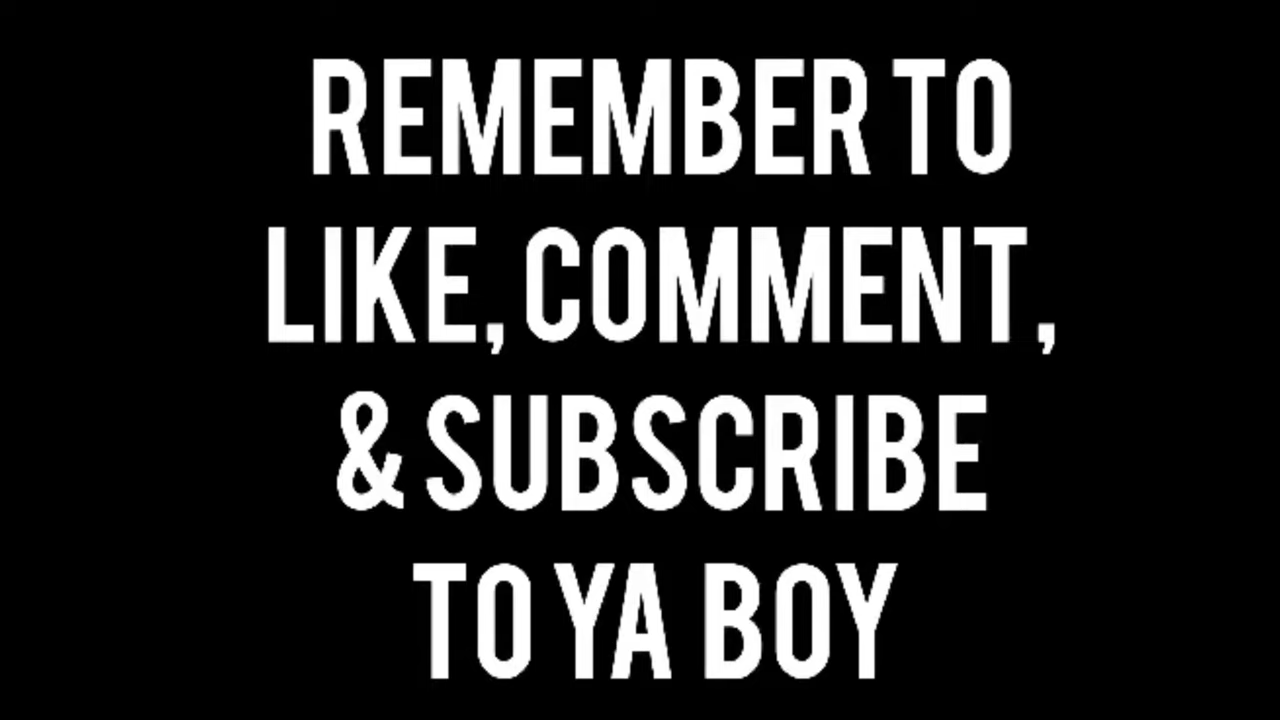 REMEMBER TO
LIKE, COMMENT,
& SUBSCRIBE
TO YA BOY